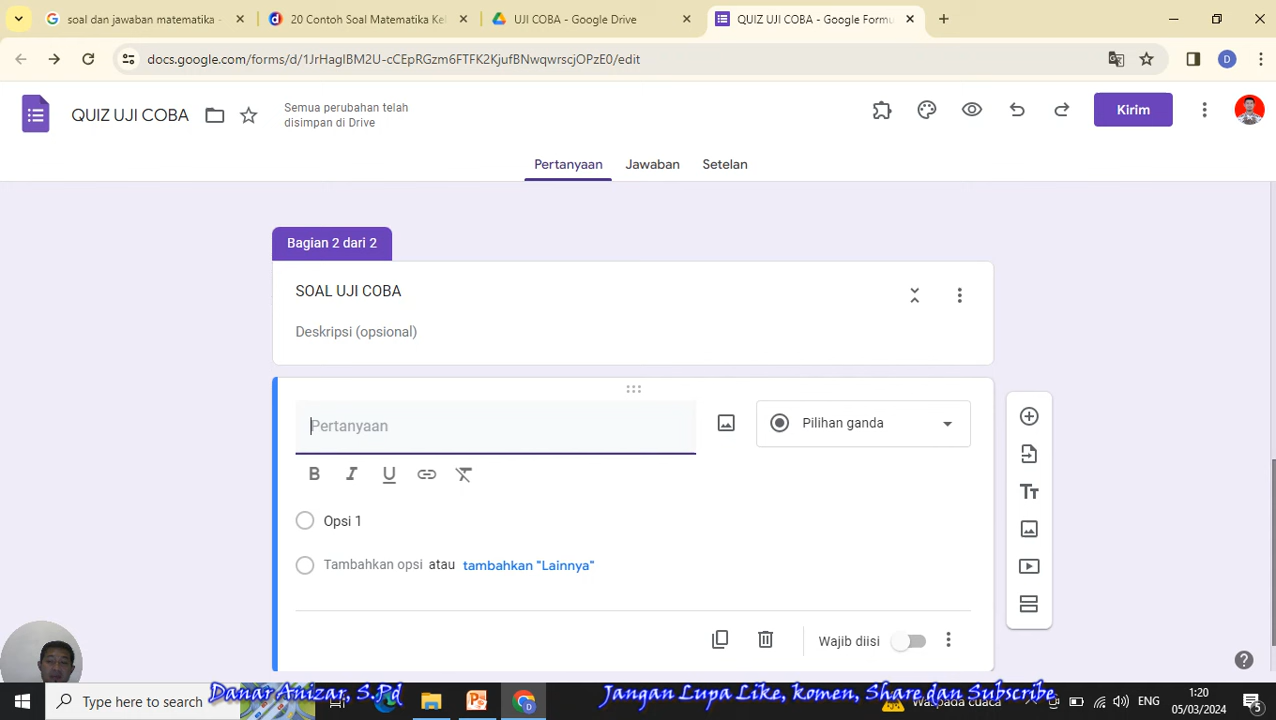 soal dan jawaban matematika -
20 Contoh Soal Matematika Ke
UJI COBA - Google Drive
QUIZ UJI COBA - Google Formu
docs.google.com/forms/d/1JrHagIBM2U-cCEpRGzm6FTFK2KjufBNwqwrscjOPzE0/edit
D
QUIZ UJI COBA
Semua perubahan telah
disimpan di Drive
Kirim
Pertanyaan
Jawaban
Setelan
Bagian 2 dari 2
SOAL UJI COBA
Deskripsi (opsional)
Pertanyaan
Pilihan ganda
B I U
Opsi 1
Tambahkan opsi atau tambahkan "Lainnya"
Wajib diisi
Danar Anizar, S.Pd
Jangan Lupa Like, komen, Share dan Subscribe
Type here to search
Waspada cuaca
ENG
1:20
05/03/2024
5